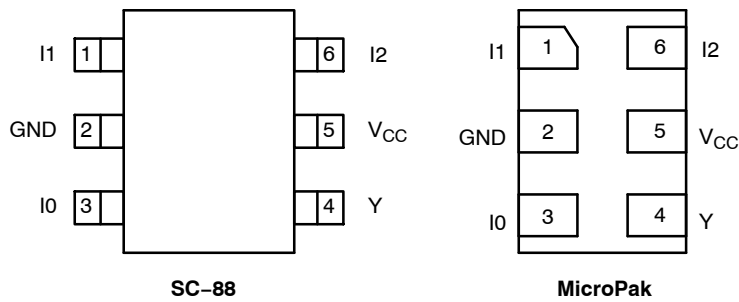 I1 1 6 I2
GND 2 5 VCC
I0 3 4 Y
SC–88
I1 1 6 I2
GND 2 5 VCC
I0 3 4 Y
MicroPak